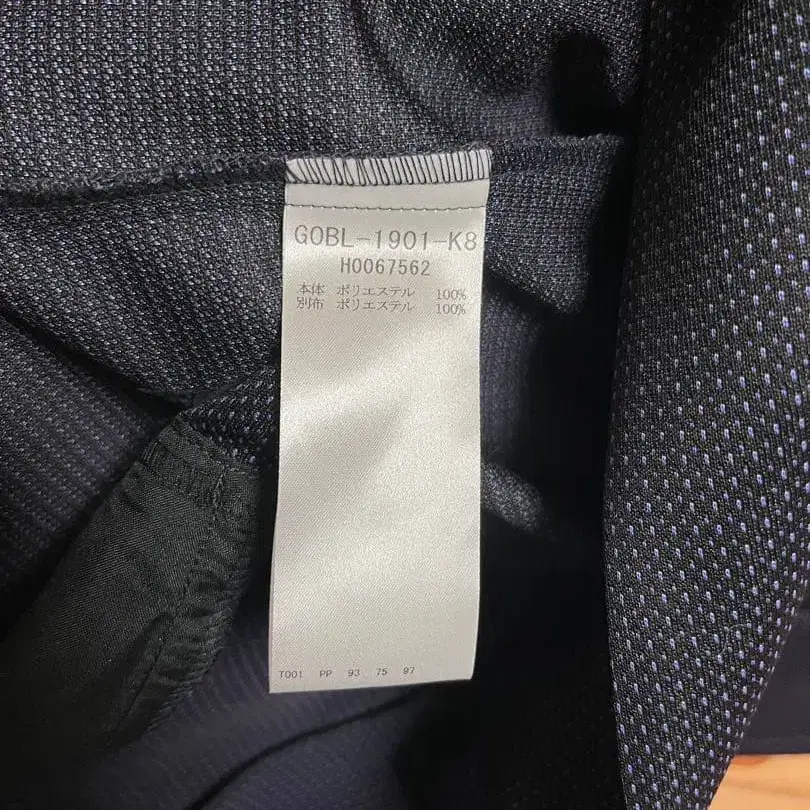 GOBL-1901-K8
H0067562
本体 ポリエステル 100%
別布 ポリエステル 100%
T001 PP 93 75 97